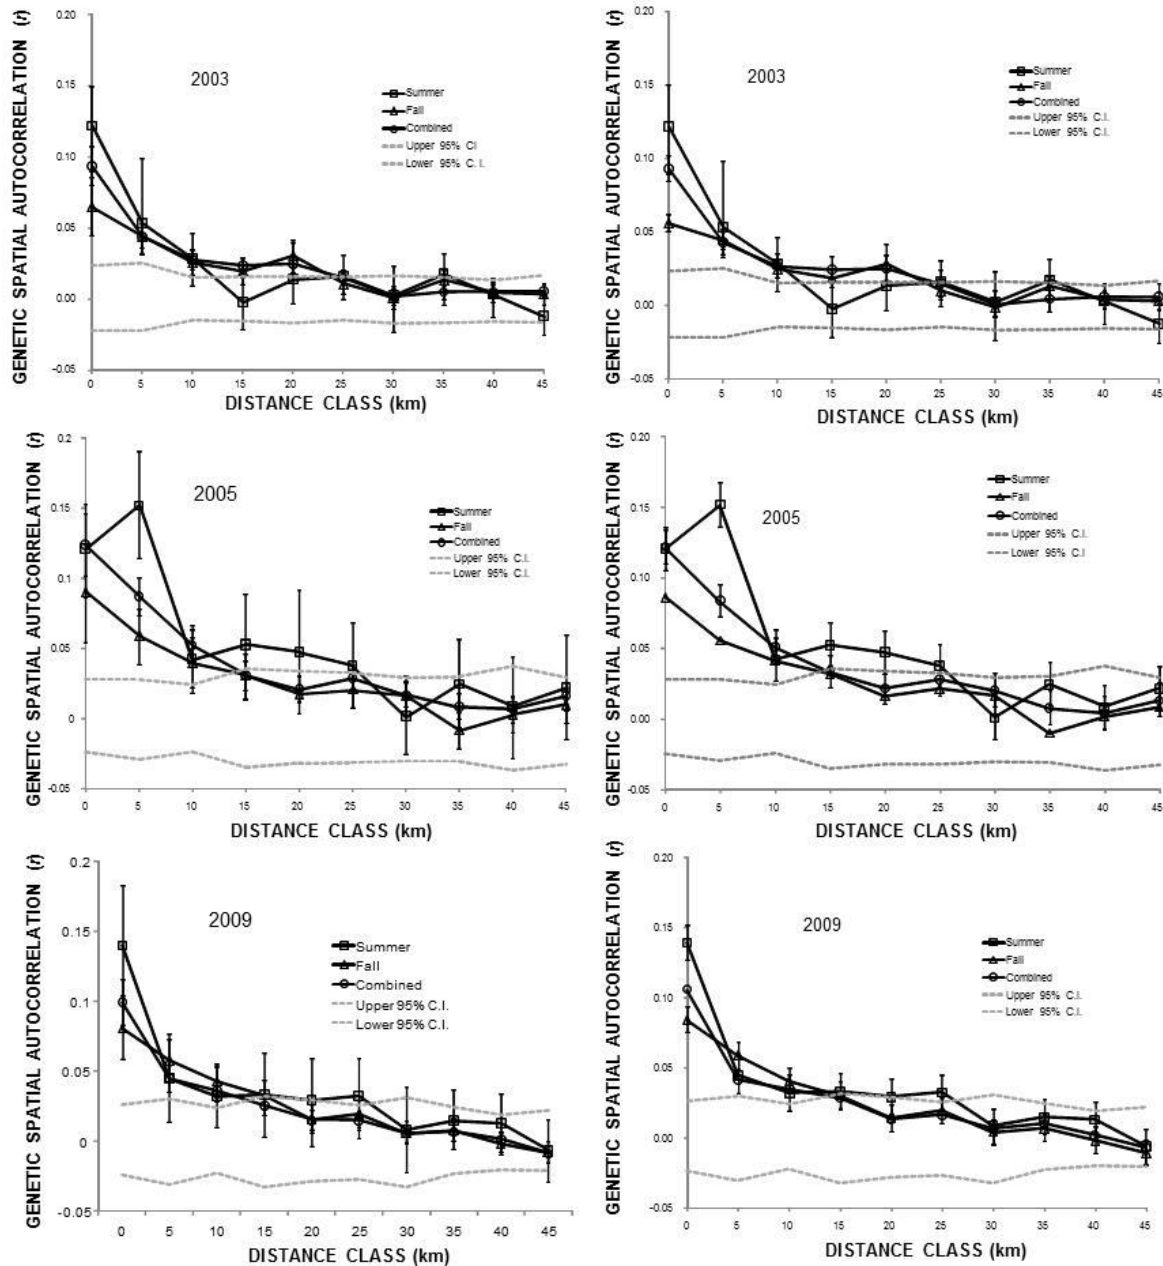 GENETIC SPATIAL AUTOCORRELATION (r)
0.20
0.15
0.10
0.05
0.00
-0.05
2003
Summer
Fall
Combined
Upper 95% CI
Lower 95% C. I.
0 5 10 15 20 25 30 35 40 45
DISTANCE CLASS (km)
GENETIC SPATIAL AUTOCORRELATION (r)
0.20
0.15
0.10
0.05
0.00
-0.05
2003
Summer
Fall
Combined
Upper 95% C.I.
Lower 95% C.I.
0 5 10 15 20 25 30 35 40 45
DISTANCE CLASS (km)
GENETIC SPATIAL AUTOCORRELATION (r)
0.2
0.15
0.1
0.05
0
-0.05
2005
Summer
Fall
Combined
Upper 95% C.I.
Lower 95% C.I.
0 5 10 15 20 25 30 35 40 45
DISTANCE CLASS (km)
GENETIC SPATIAL AUTOCORRELATION (r)
0.20
0.15
0.10
0.05
0.00
-0.05
2005
Summer
Fall
Combined
Upper 95% C.I.
Lower 95% C.I
0 5 10 15 20 25 30 35 40 45
DISTANCE CLASS (km)
GENETIC SPATIAL AUTOCORRELATION (r)
0.2
0.15
0.1
0.05
0
-0.05
2009
Summer
Fall
Combined
Upper 95% C.I.
Lower 95% C.I.
0 5 10 15 20 25 30 35 40 45
DISTANCE CLASS (km)
GENETIC SPATIAL AUTOCORRELATION (r)
0.20
0.15
0.10
0.05
0.00
-0.05
2009
Summer
Fall
Combined
Upper 95% C.I.
Lower 95% C.I.
0 5 10 15 20 25 30 35 40 45
DISTANCE CLASS (km)